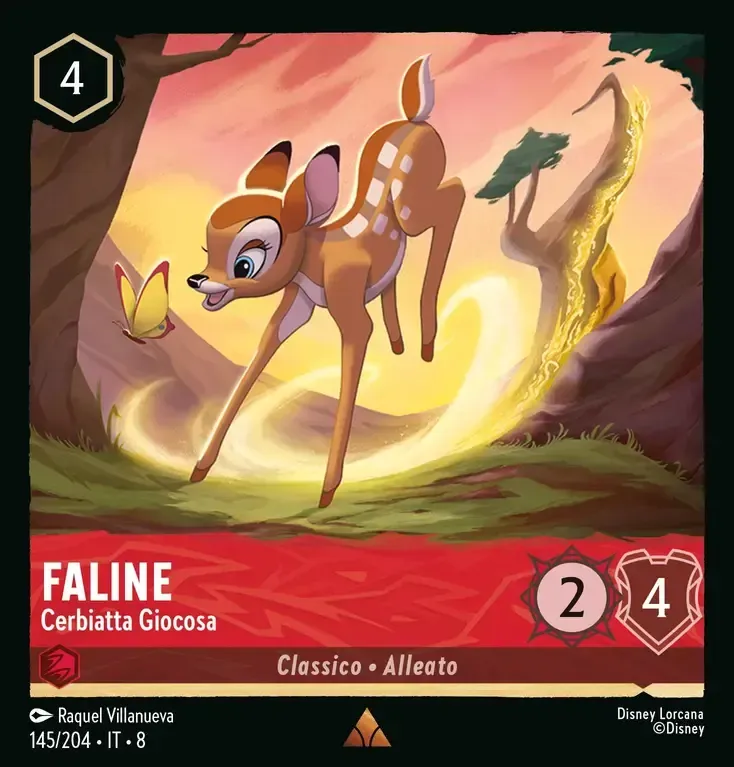 4
FALINE
Cerbiatta Giocosa
2
4
Classico • Alleato
Raquel Villanueva
145/204 • IT • 8
Disney Lorcana
©Disney